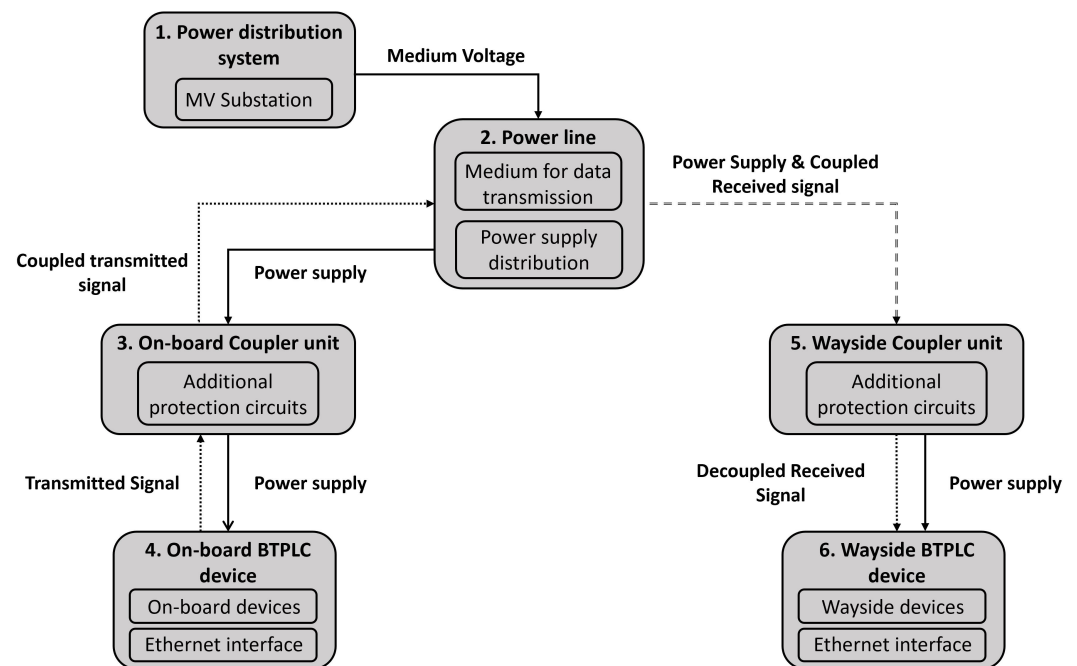 1. Power distribution
system
MV Substation
Medium Voltage
2. Power line
Medium for data
transmission
Power supply
distribution
Power Supply & Coupled
Received signal
Coupled transmitted
signal
Power supply
3. On-board Coupler unit
Additional
protection circuits
5. Wayside Coupler unit
Additional
protection circuits
Transmitted Signal
Power supply
Decoupled Received
Signal
Power supply
4. On-board BTPLC
device
On-board devices
Ethernet interface
6. Wayside BTPLC
device
Wayside devices
Ethernet interface